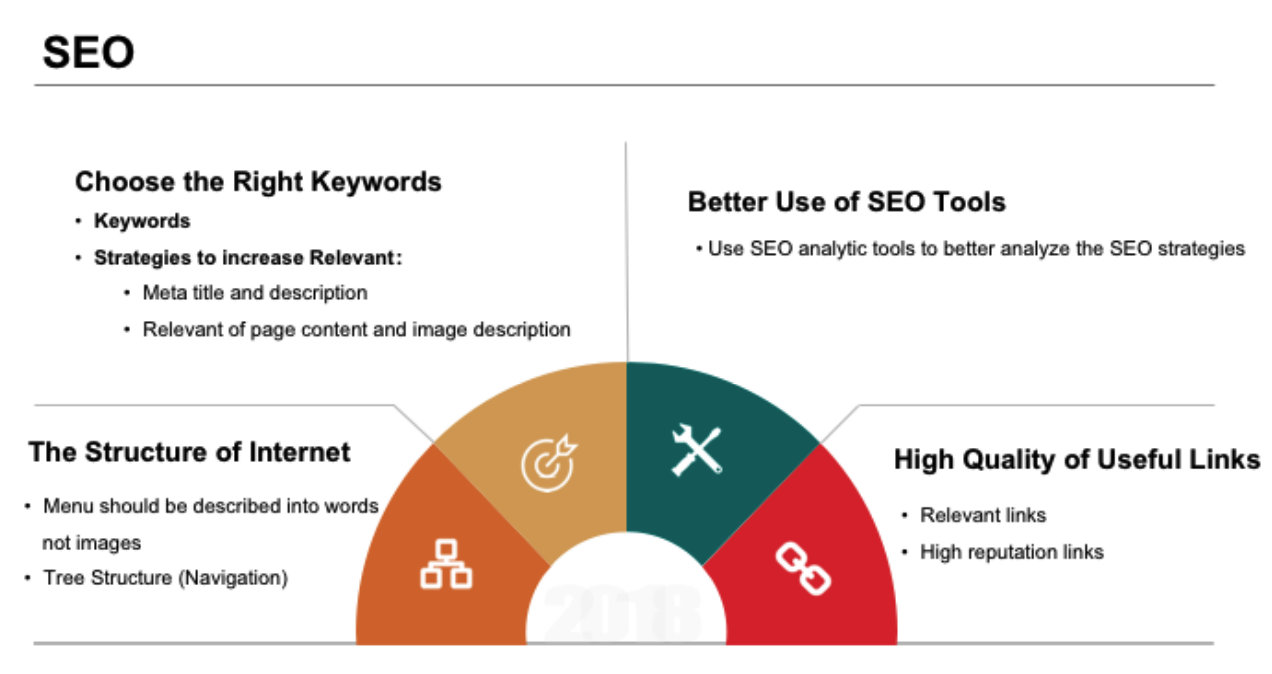 SEO
Choose the Right Keywords
• Keywords
• Strategies to increase Relevant:
• Meta title and description
• Relevant of page content and image description
Better Use of SEO Tools
• Use SEO analytic tools to better analyze the SEO strategies
The Structure of Internet
• Menu should be described into words
not images
• Tree Structure (Navigation)
High Quality of Useful Links
• Relevant links
• High reputation links
2018